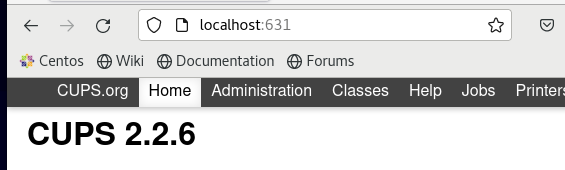 localhost:631
Centos Wiki Documentation Forums
CUPS.org Home Administration Classes Help Jobs Printers
CUPS 2.2.6